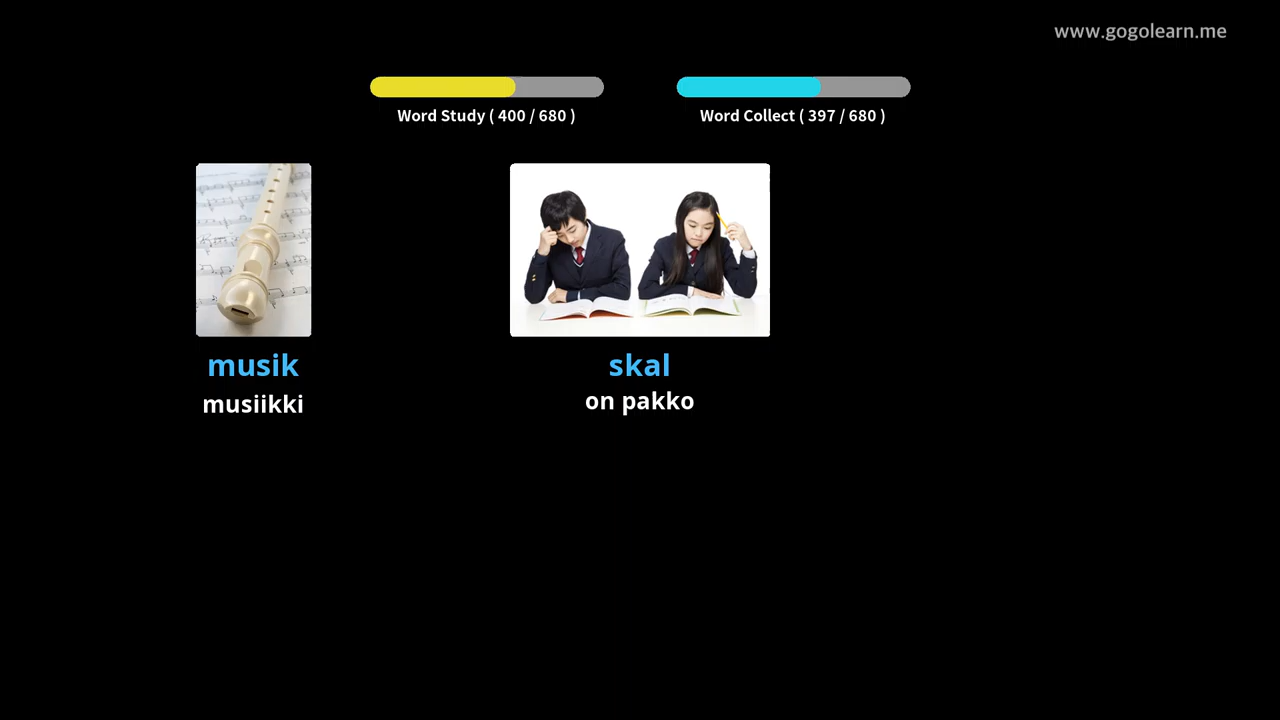 www.gogolearn.me
Word Study ( 400 / 680 )
Word Collect ( 397 / 680 )
musik
musiikki
skal
on pakko